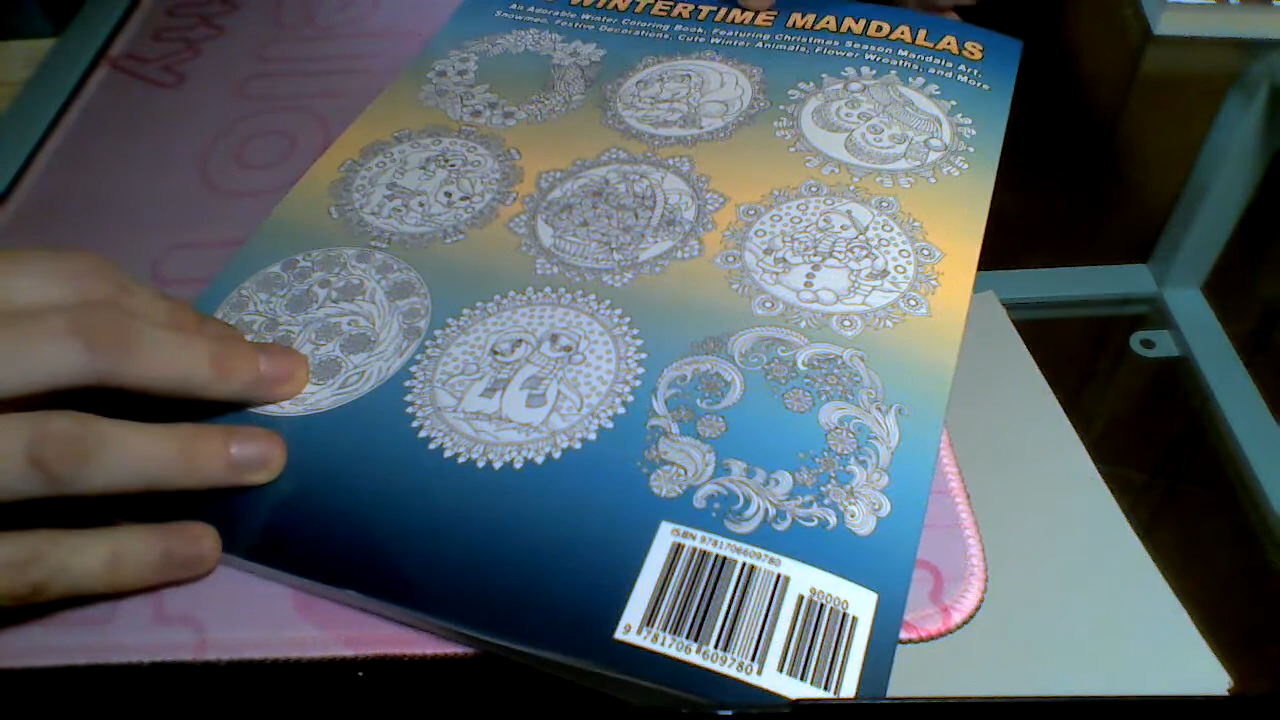 WINTERTIME MANDALAS
An Adorable Winter Coloring Book, Featuring Christmas Season Mandala Art,
Snowmen, Festive Decorations, Cute Winter Animals, Flower Wreaths, and More
ISBN 9781706609780
90000
9 781706 609780